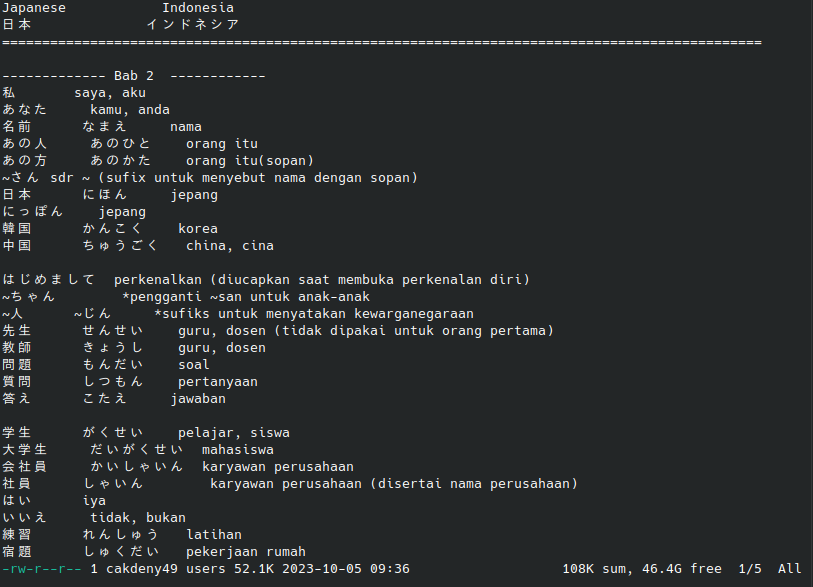 Japanese            Indonesia
日本              インドネシア
===============================================================================================
------------- Bab 2  ------------
私       saya, aku
あなた     kamu, anda
名前      なまえ     nama
あの人     あのひと    orang itu
あの方     あのかた    orang itu(sopan)
~さん sdr ~ (sufix untuk menyebut nama dengan sopan)
日本      にほん     jepang
にっぽん    jepang
韓国      かんこく    korea
中国      ちゅうごく   china, cina
はじめまして  perkenalkan (diucapkan saat membuka perkenalan diri)
~ちゃん        *pengganti ~san untuk anak-anak
~人      ~じん     *sufiks untuk menyatakan kewarganegaraan
先生      せんせい    guru, dosen (tidak dipakai untuk orang pertama)
教師      きょうし    guru, dosen
問題      もんだい    soal
質問      しつもん    pertanyaan
答え      こたえ     jawaban
学生      がくせい    pelajar, siswa
大学生     だいがくせい  mahasiswa
会社員     かいしゃいん  karyawan perusahaan
社員      しゃいん        karyawan perusahaan (disertai nama perusahaan)
はい      iya
いいえ     tidak, bukan
練習      れんしゅう   latihan
宿題      しゅくだい   pekerjaan rumah
-rw-r--r-- 1 cakdeny49 users 52.1K 2023-10-05 09:36                   108K sum, 46.4G free  1/5  All